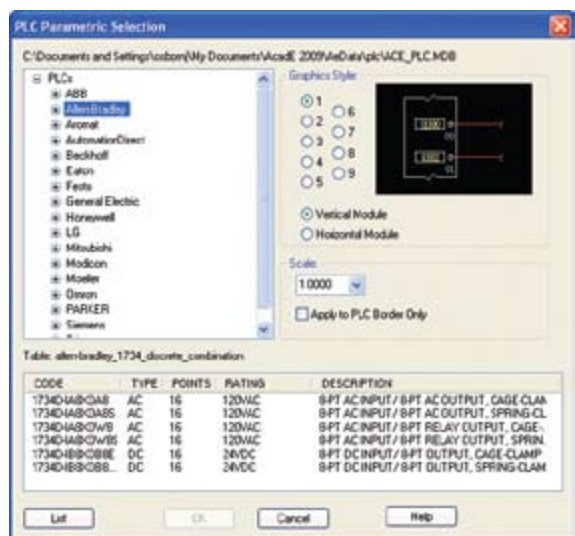 PLC Parametric Selection
C:\Documents and Settings\osborn\My Documents\AcadE 2009\AeData\plc\ACE_PLC.MDB
PLCs
ABB
Allen-Bradley
Aromat
AutomationDirect
Beckhoff
Eaton
Festo
General Electric
Honeywell
LG
Mitsubishi
Modicon
Moeller
Omron
PARKER
Siemens
Graphics Style
1
2
3
4
5
6
7
8
9
Vertical Module
Horizontal Module
Scale:
1.0000
Apply to PLC Border Only
Table: allen-bradley_1734_discrete_combination
CODE TYPE POINTS RATING DESCRIPTION
AC 16 120VAC 8-PT AC INPUT / 8-PT AC OUTPUT, CAGE-CLAM
AC 16 120VAC 8-PT AC INPUT / 8-PT AC OUTPUT, SPRING-CL
AC 16 120VAC 8-PT AC INPUT / 8-PT RELAY OUTPUT, CAGE-
AC 16 120VAC 8-PT AC INPUT / 8-PT RELAY OUTPUT, SPRIN
DC 16 24VDC 8-PT DC INPUT / 8-PT OUTPUT, CAGE-CLAMP
DC 16 24VDC 8-PT DC INPUT / 8-PT OUTPUT, SPRING-CLAM
List OK Cancel Help